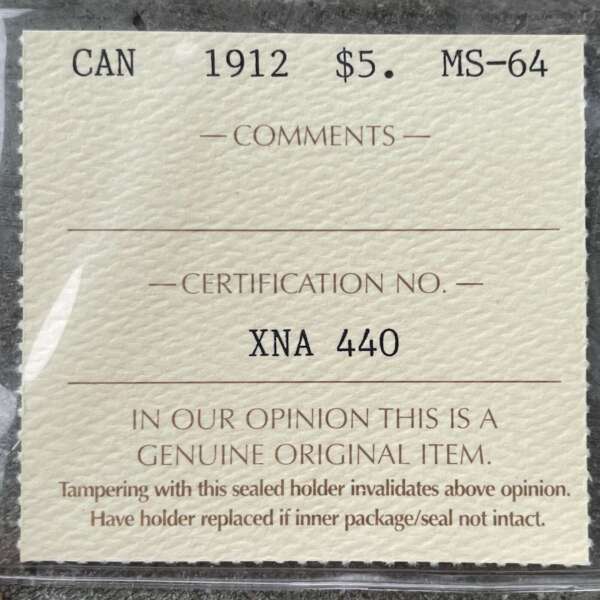 CAN 1912 $5. MS-64
— COMMENTS —
— CERTIFICATION NO. —
XNA 440
IN OUR OPINION THIS IS A
GENUINE ORIGINAL ITEM.
Tampering with this sealed holder invalidates above opinion.
Have holder replaced if inner package/seal not intact.